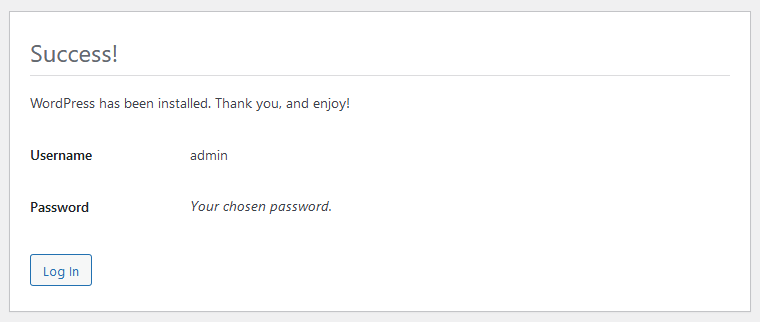 Success!
WordPress has been installed. Thank you, and enjoy!
Username admin
Password Your chosen password.
Log In